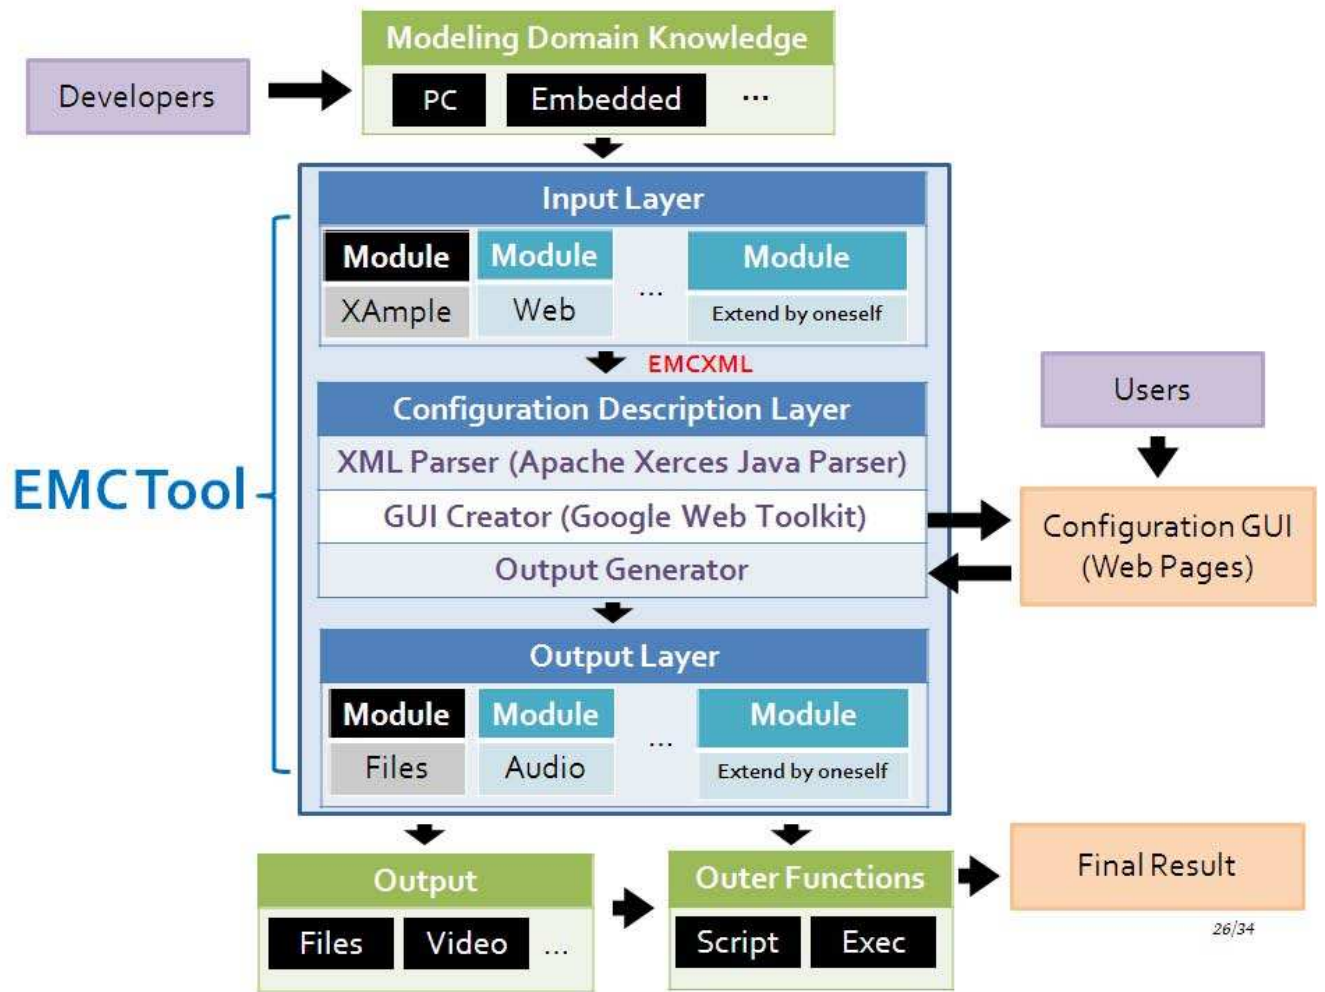 Modeling Domain Knowledge
Developers
PC
Embedded
...
Input Layer
Module
Module
Module
XAmple
Web
...
Extend by oneself
EMCXML
Configuration Description Layer
XML Parser (Apache Xerces Java Parser)
GUI Creator (Google Web Toolkit)
Output Generator
EMC Tool
Users
Configuration GUI
(Web Pages)
Output Layer
Module
Module
Module
Files
Audio
...
Extend by oneself
Output
Files
Video
...
Outer Functions
Script
Exec
Final Result
26/34